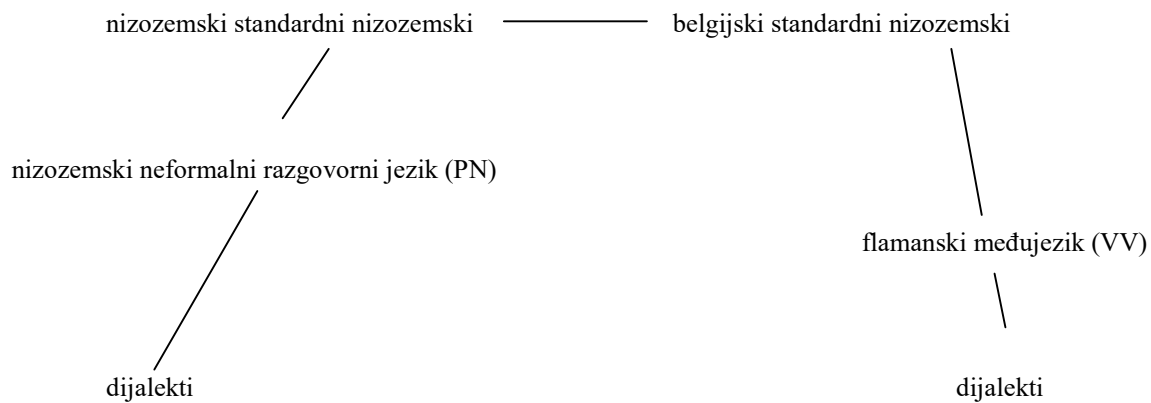 nizozemski standardni nizozemski belgijski standardni nizozemski
nizozemski neformalni razgovorni jezik (PN)
flamanski međujezik (VV)
dijalekti dijalekti